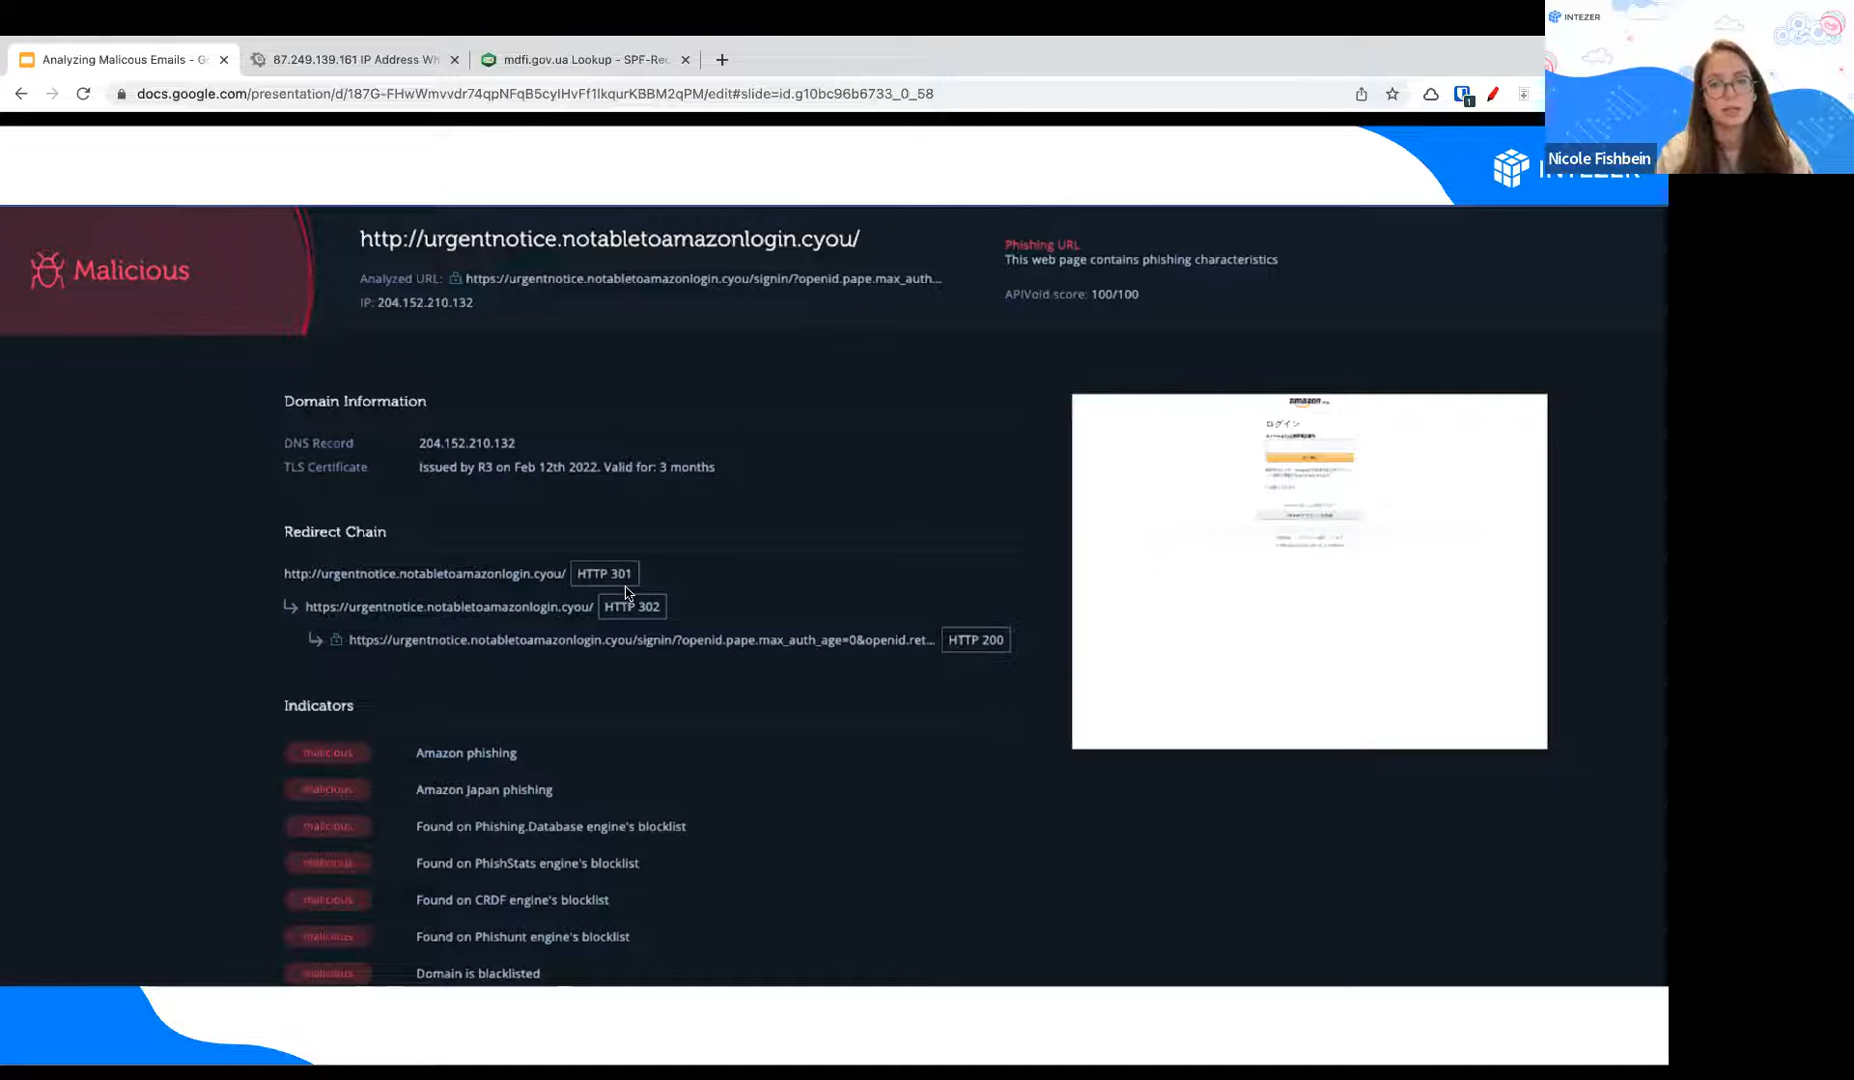 INTEZER
Analyzing Malicous Emails - G
87.249.139.161 IP Address Wh
mdfi.gov.ua Lookup - SPF-Rec
docs.google.com/presentation/d/187G-FHwWmvvdr74qpNFqB5cyIHvFf1lkqurKBBM2qPM/edit#slide=id.g10bc96b6733_0_58
1
Nicole Fishbein
Malicious
http://urgentnotice.notabletoamazonlogin.cyou/
Analyzed URL: https://urgentnotice.notabletoamazonlogin.cyou/signin/?openid.pape.max_auth...
IP: 204.152.210.132
Phishing URL
This web page contains phishing characteristics
APIVoid score: 100/100
Domain Information
DNS Record 204.152.210.132
TLS Certificate Issued by R3 on Feb 12th 2022. Valid for: 3 months
amazon
ログイン
Redirect Chain
http://urgentnotice.notabletoamazonlogin.cyou/ HTTP 301
https://urgentnotice.notabletoamazonlogin.cyou/ HTTP 302
https://urgentnotice.notabletoamazonlogin.cyou/signin/?openid.pape.max_auth_age=0&openid.ret... HTTP 200
Indicators
malicious Amazon phishing
malicious Amazon Japan phishing
malicious Found on Phishing.Database engine's blocklist
malicious Found on PhishStats engine's blocklist
malicious Found on CRDF engine's blocklist
malicious Found on Phishunt engine's blocklist
malicious Domain is blacklisted